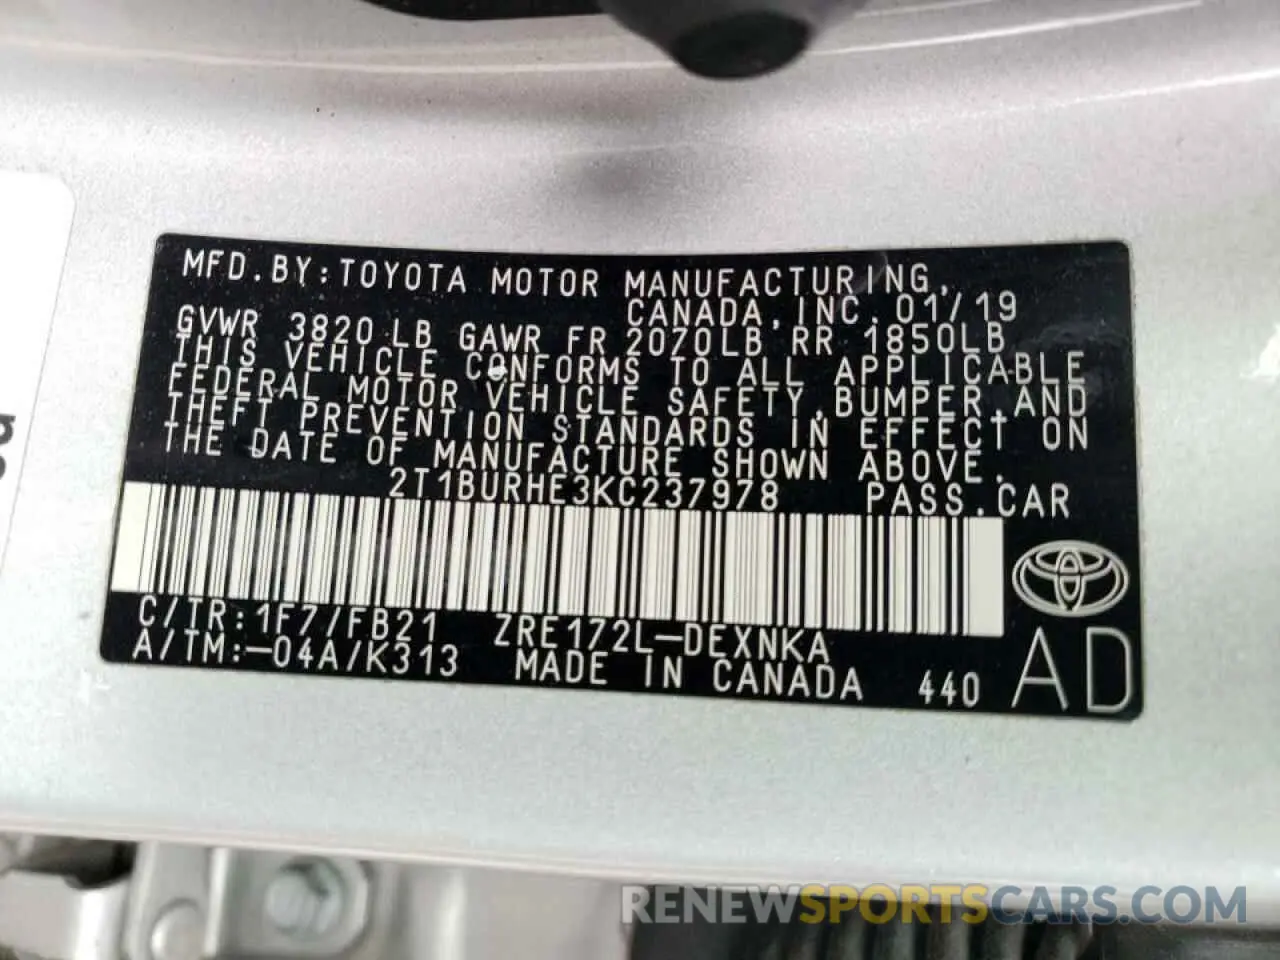 MFD.BY:TOYOTA MOTOR MANUFACTURING,
CANADA,INC. 01/19
GVWR 3820 LB GAWR FR 2070LB RR 1850LB
THIS VEHICLE CONFORMS TO ALL APPLICABLE
FEDERAL MOTOR VEHICLE SAFETY,BUMPER,AND
THEFT PREVENTION STANDARDS IN EFFECT ON
THE DATE OF MANUFACTURE SHOWN ABOVE.
2T1BURHE3KC237978 PASS.CAR
C/TR:1F7/FB21 ZRE172L-DEXNKA
A/TM:-04A/K313 MADE IN CANADA 440
AD
RENEWSPORTSCARS.COM